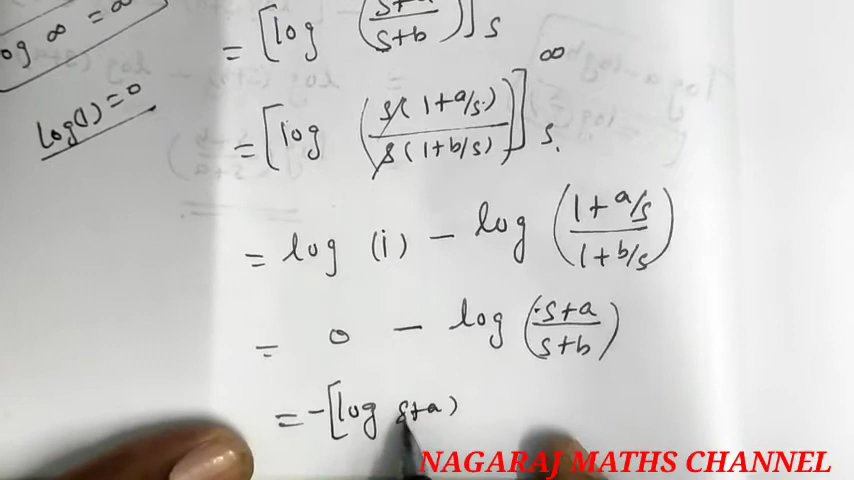 log ∞ = ∞
log(1) = 0
= [log (s+a/s+b)] s
∞
= [log (s(1+a/s)/s(1+b/s))] s.
= log (1) − log (1+a/s/1+b/s)
= 0 − log (s+a/s+b)
= −[log s+a)
NAGARAJ MATHS CHANNEL